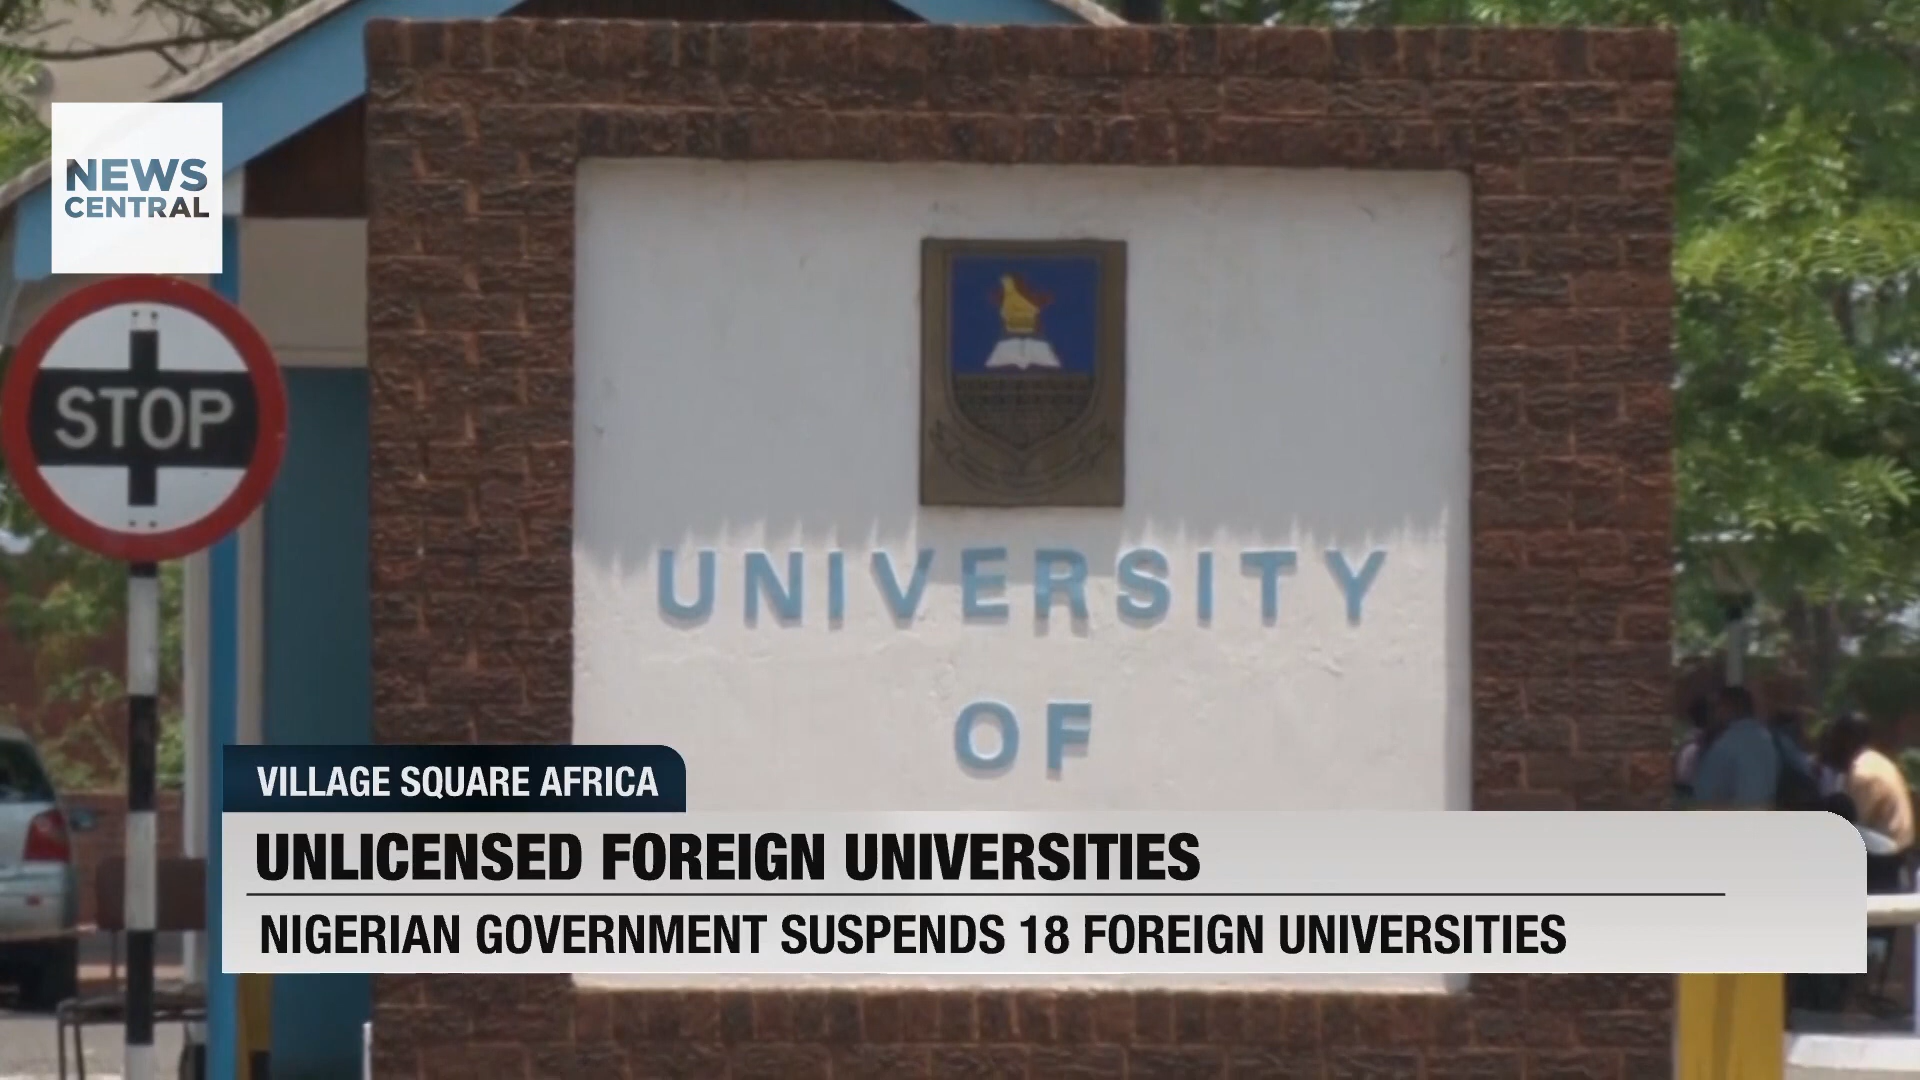 NEWS
CENTRAL
STOP
UNIVERSITY
OF
VILLAGE SQUARE AFRICA
UNLICENSED FOREIGN UNIVERSITIES
NIGERIAN GOVERNMENT SUSPENDS 18 FOREIGN UNIVERSITIES